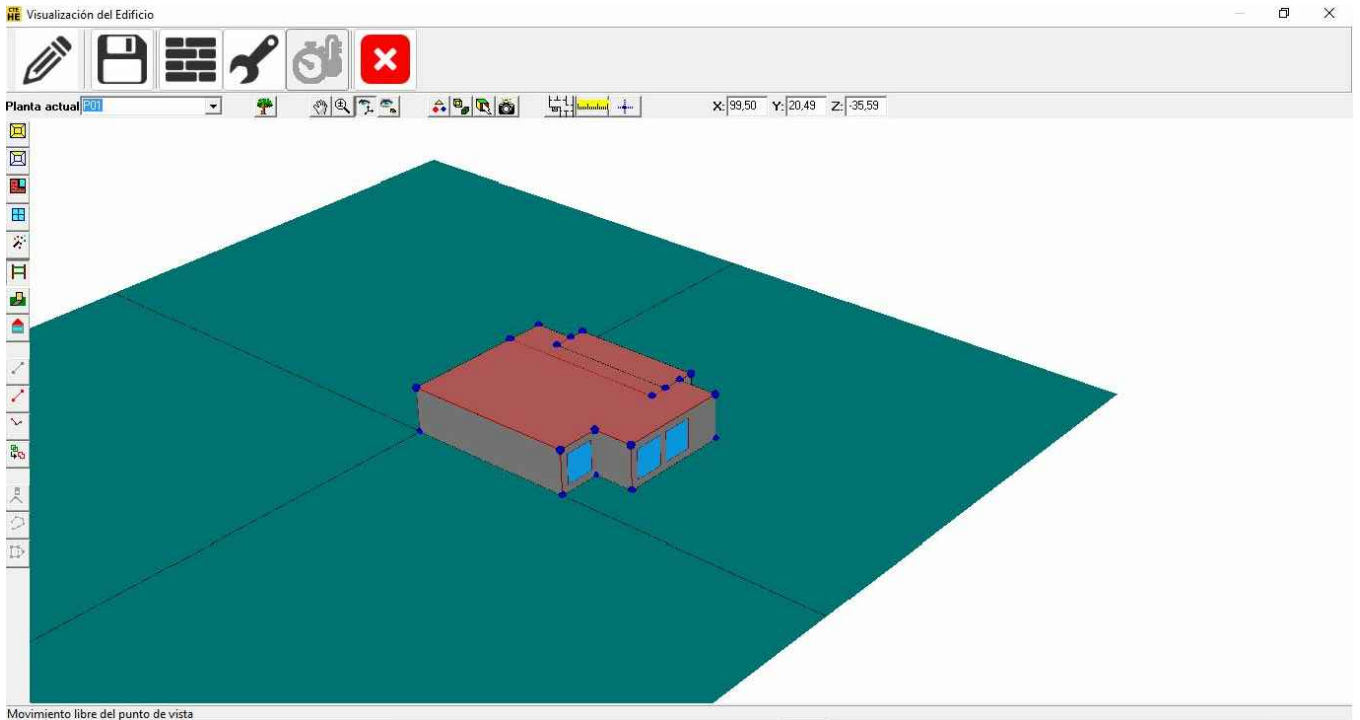 CTE
HE Visualización del Edificio
Planta actual P01 X: 99,50 Y: 20,49 Z: -35,59
Movimiento libre del punto de vista